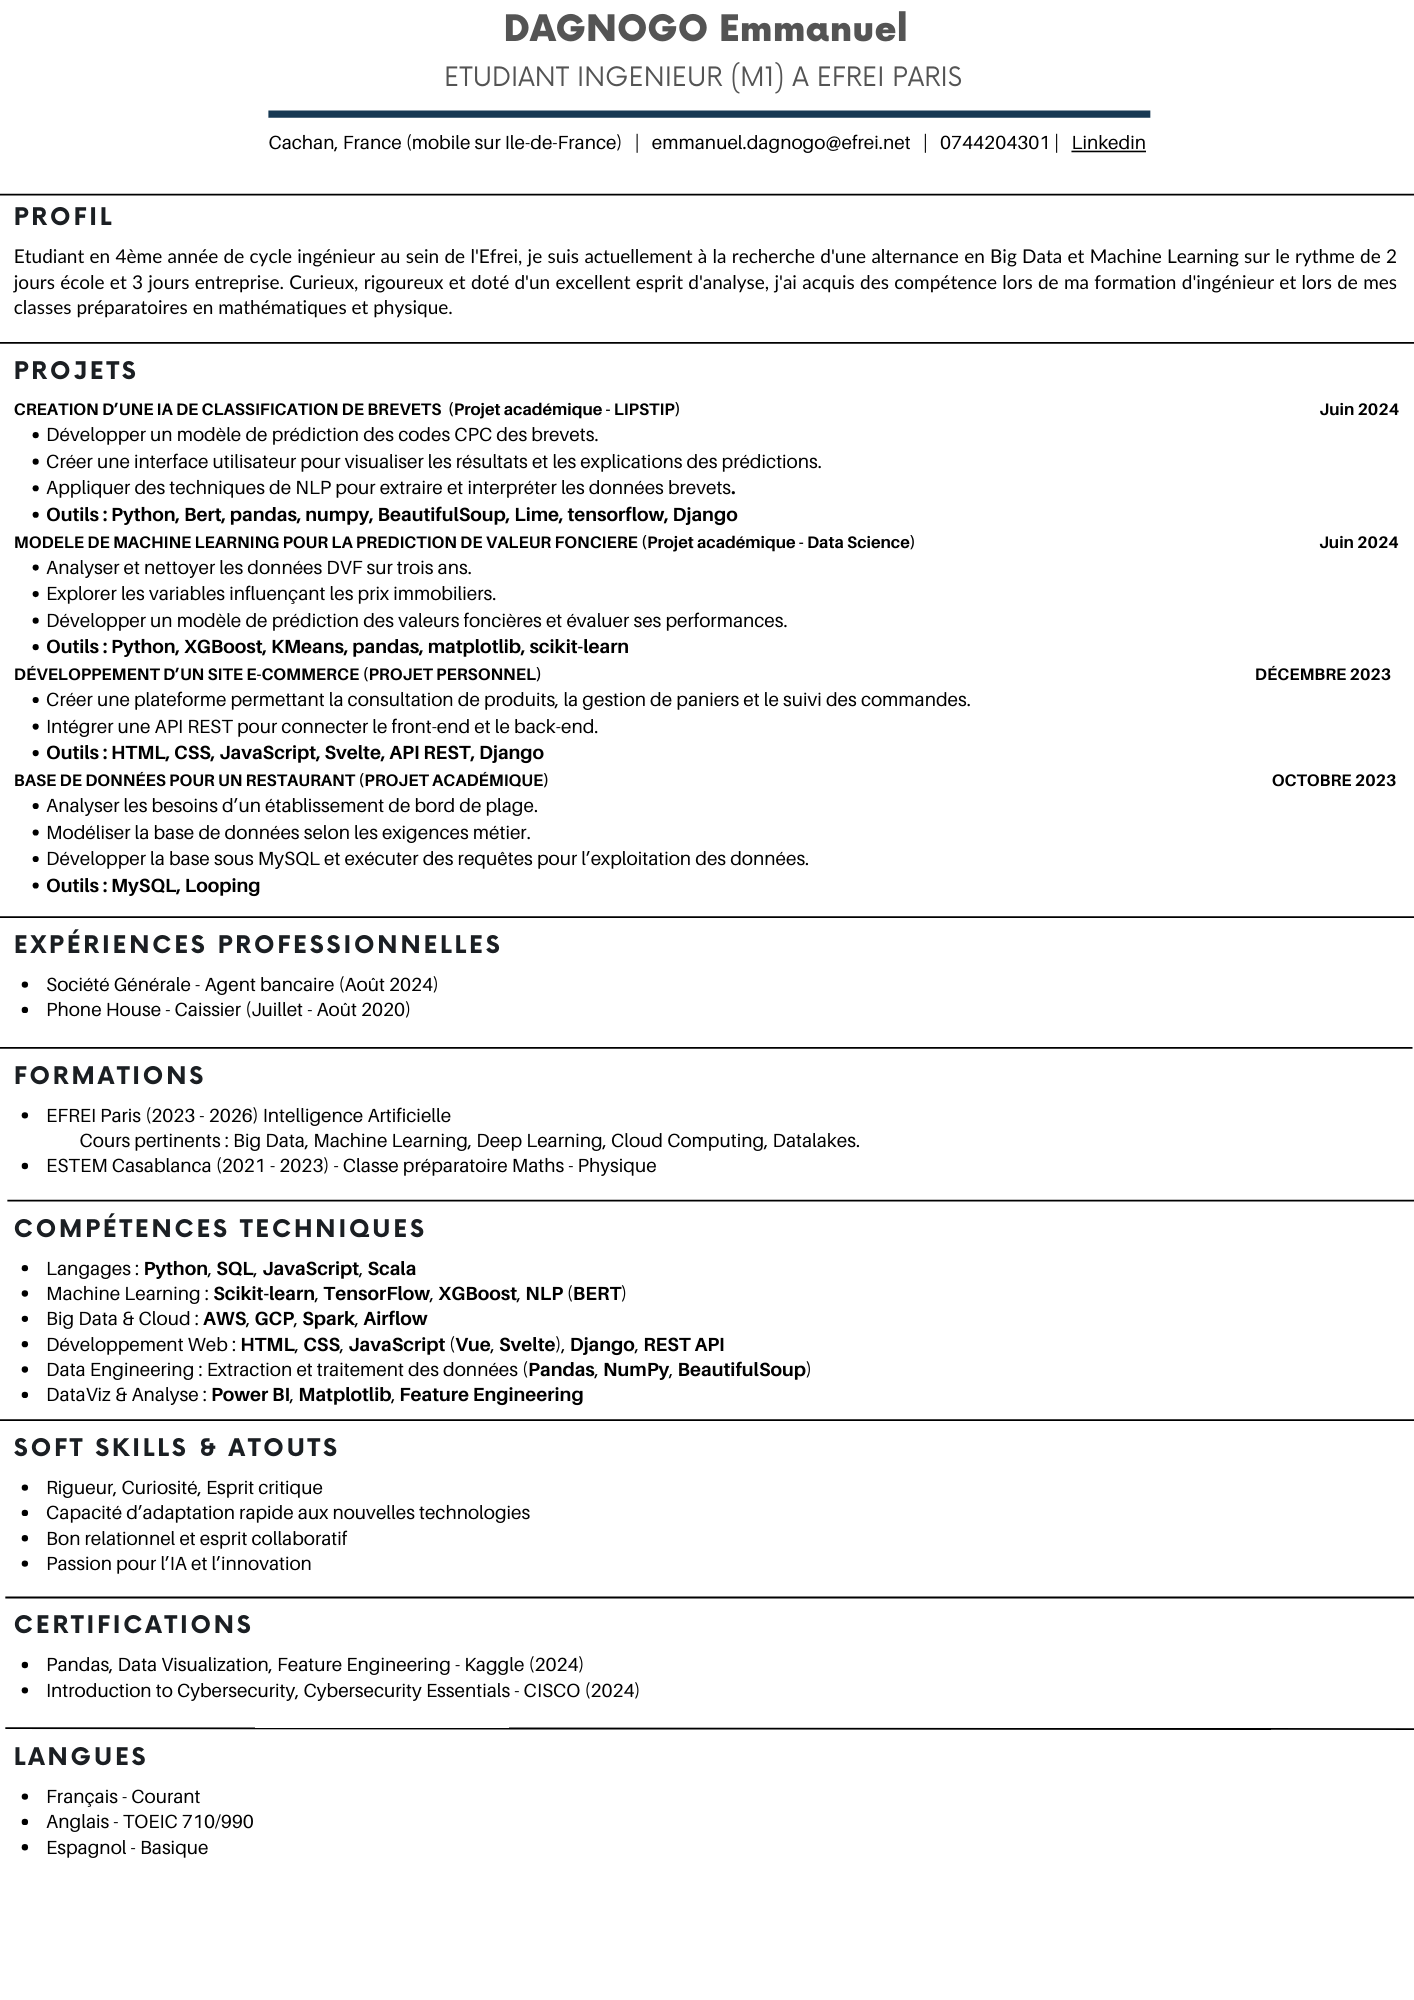 DAGNOGO Emmanuel
ETUDIANT INGENIEUR (M1) A EFREI PARIS
Cachan, France (mobile sur Ile-de-France) | emmanuel.dagnogo@efrei.net | 0744204301 | Linkedin
PROFIL
Etudiant en 4ème année de cycle ingénieur au sein de l'Efrei, je suis actuellement à la recherche d'une alternance en Big Data et Machine Learning sur le rythme de 2
jours école et 3 jours entreprise. Curieux, rigoureux et doté d'un excellent esprit d'analyse, j'ai acquis des compétence lors de ma formation d'ingénieur et lors de mes
classes préparatoires en mathématiques et physique.
PROJETS
CREATION D’UNE IA DE CLASSIFICATION DE BREVETS (Projet académique - LIPSTIP) Juin 2024
• Développer un modèle de prédiction des codes CPC des brevets.
• Créer une interface utilisateur pour visualiser les résultats et les explications des prédictions.
• Appliquer des techniques de NLP pour extraire et interpréter les données brevets.
• Outils : Python, Bert, pandas, numpy, BeautifulSoup, Lime, tensorflow, Django
MODELE DE MACHINE LEARNING POUR LA PREDICTION DE VALEUR FONCIERE (Projet académique - Data Science) Juin 2024
• Analyser et nettoyer les données DVF sur trois ans.
• Explorer les variables influençant les prix immobiliers.
• Développer un modèle de prédiction des valeurs foncières et évaluer ses performances.
• Outils : Python, XGBoost, KMeans, pandas, matplotlib, scikit-learn
DÉVELOPPEMENT D’UN SITE E-COMMERCE (PROJET PERSONNEL) DÉCEMBRE 2023
• Créer une plateforme permettant la consultation de produits, la gestion de paniers et le suivi des commandes.
• Intégrer une API REST pour connecter le front-end et le back-end.
• Outils : HTML, CSS, JavaScript, Svelte, API REST, Django
BASE DE DONNÉES POUR UN RESTAURANT (PROJET ACADÉMIQUE) OCTOBRE 2023
• Analyser les besoins d’un établissement de bord de plage.
• Modéliser la base de données selon les exigences métier.
• Développer la base sous MySQL et exécuter des requêtes pour l’exploitation des données.
• Outils : MySQL, Looping
EXPÉRIENCES PROFESSIONNELLES
• Société Générale - Agent bancaire (Août 2024)
• Phone House - Caissier (Juillet - Août 2020)
FORMATIONS
• EFREI Paris (2023 - 2026) Intelligence Artificielle
Cours pertinents : Big Data, Machine Learning, Deep Learning, Cloud Computing, Datalakes.
• ESTEM Casablanca (2021 - 2023) - Classe préparatoire Maths - Physique
COMPÉTENCES TECHNIQUES
• Langages : Python, SQL, JavaScript, Scala
• Machine Learning : Scikit-learn, TensorFlow, XGBoost, NLP (BERT)
• Big Data & Cloud : AWS, GCP, Spark, Airflow
• Développement Web : HTML, CSS, JavaScript (Vue, Svelte), Django, REST API
• Data Engineering : Extraction et traitement des données (Pandas, NumPy, BeautifulSoup)
• DataViz & Analyse : Power BI, Matplotlib, Feature Engineering
SOFT SKILLS & ATOUTS
• Rigueur, Curiosité, Esprit critique
• Capacité d’adaptation rapide aux nouvelles technologies
• Bon relationnel et esprit collaboratif
• Passion pour l’IA et l’innovation
CERTIFICATIONS
• Pandas, Data Visualization, Feature Engineering - Kaggle (2024)
• Introduction to Cybersecurity, Cybersecurity Essentials - CISCO (2024)
LANGUES
• Français - Courant
• Anglais - TOEIC 710/990
• Espagnol - Basique